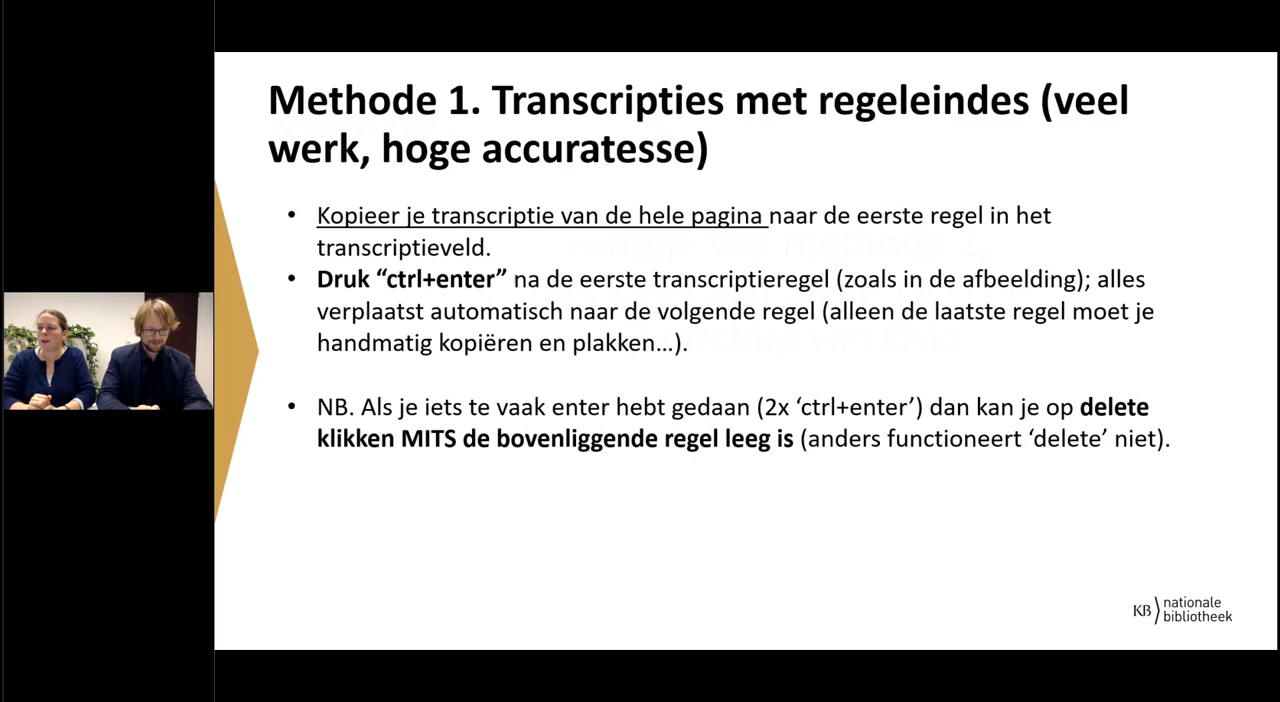 Methode 1. Transcripties met regeleindes (veel
werk, hoge accuratesse)
• Kopieer je transcriptie van de hele pagina naar de eerste regel in het
transcriptieveld.
• Druk “ctrl+enter” na de eerste transcriptieregel (zoals in de afbeelding); alles
verplaatst automatisch naar de volgende regel (alleen de laatste regel moet je
handmatig kopiëren en plakken…).
• NB. Als je iets te vaak enter hebt gedaan (2x ‘ctrl+enter’) dan kan je op delete
klikken MITS de bovenliggende regel leeg is (anders functioneert ‘delete’ niet).
KB nationale
bibliotheek